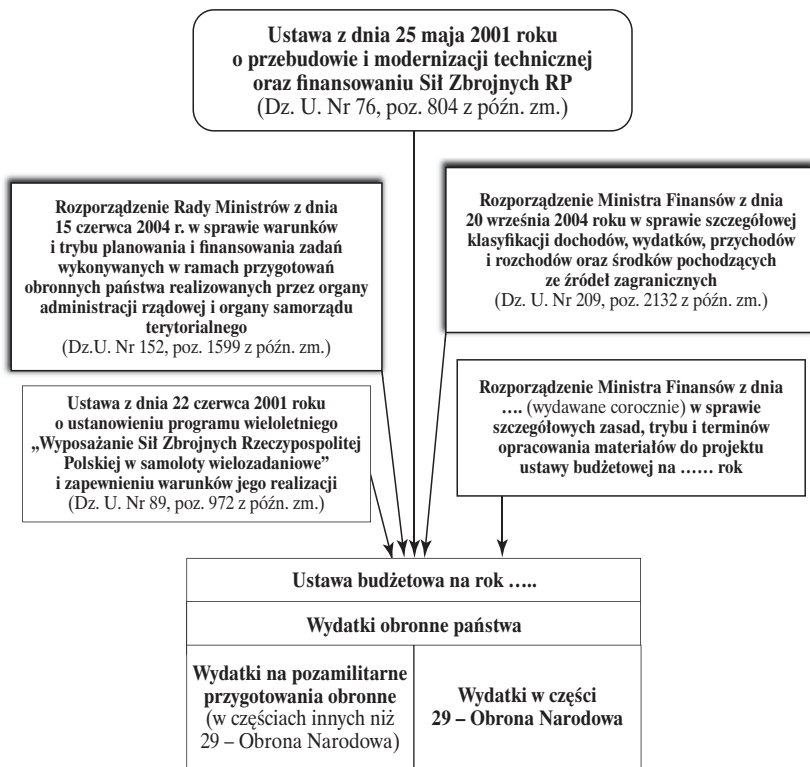 Ustawa z dnia 25 maja 2001 roku
o przebudowie i modernizacji technicznej
oraz finansowaniu Sił Zbrojnych RP
(Dz. U. Nr 76, poz. 804 z późn. zm.)
Rozporządzenie Rady Ministrów z dnia
15 czerwca 2004 r. w sprawie warunków
i trybu planowania i finansowania zadań
wykonywanych w ramach przygotowań
obronnych państwa realizowanych przez organy
administracji rządowej i organy samorządu
terytorialnego
(Dz.U. Nr 152, poz. 1599 z późn. zm.)
Rozporządzenie Ministra Finansów z dnia
20 września 2004 roku w sprawie szczegółowej
klasyfikacji dochodów, wydatków, przychodów
i rozchodów oraz środków pochodzących
ze źródeł zagranicznych
(Dz. U. Nr 209, poz. 2132 z późn. zm.)
Ustawa z dnia 22 czerwca 2001 roku
o ustanowieniu programu wieloletniego
„Wyposażanie Sił Zbrojnych Rzeczypospolitej
Polskiej w samoloty wielozadaniowe”
i zapewnieniu warunków jego realizacji
(Dz. U. Nr 89, poz. 972 z późn. zm.)
Rozporządzenie Ministra Finansów z dnia
.... (wydawane corocznie) w sprawie
szczegółowych zasad, trybu i terminów
opracowania materiałów do projektu
ustawy budżetowej na …… rok
Ustawa budżetowa na rok …..
Wydatki obronne państwa
Wydatki na pozamilitarne
przygotowania obronne
(w częściach innych niż
29 – Obrona Narodowa)
Wydatki w części
29 – Obrona Narodowa